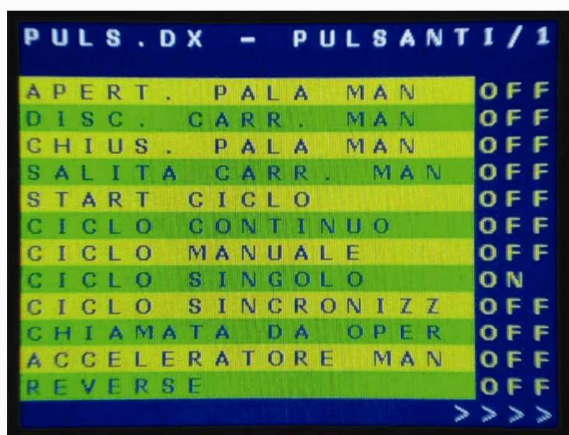 PULS.DX - PULSANTI/1
APERT. PALA MAN OFF
DISC. CARR. MAN OFF
CHIUS. PALA MAN OFF
SALITA CARR. MAN OFF
START CICLO OFF
CICLO CONTINUO OFF
CICLO MANUALE OFF
CICLO SINGOLO ON
CICLO SINCRONIZZ OFF
CHIAMATA DA OPER OFF
ACCELERATORE MAN OFF
REVERSE OFF
>>>>